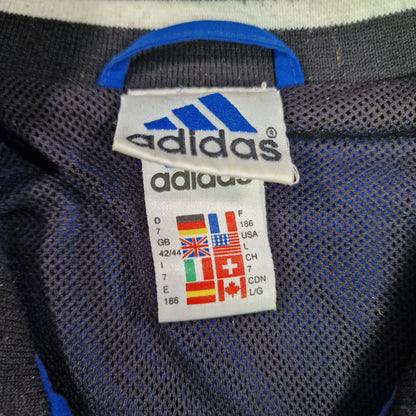 adidas®
adidas
D F
7 186
GB USA
42/44 L
I CH
7 7
E CDN
186 L/G